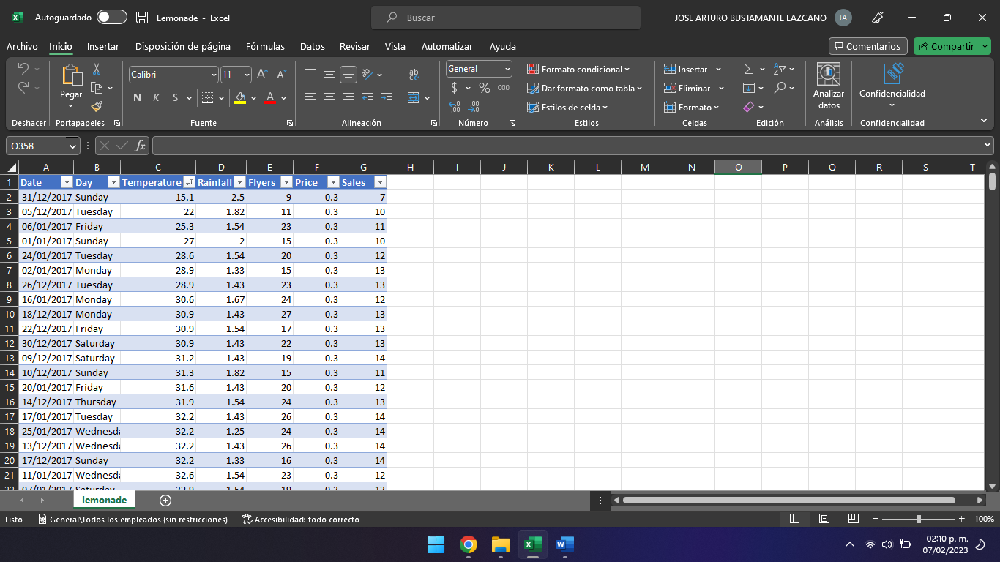 Autoguardado Lemonade - Excel Buscar JOSE ARTURO BUSTAMANTE LAZCANO JA
Archivo Inicio Insertar Disposición de página Fórmulas Datos Revisar Vista Automatizar Ayuda Comentarios Compartir
Pegar Calibri 11 General Formato condicional Insertar Analizar datos Confidencialidad
N K S A $ % 000 Dar formato como tabla Eliminar
Estilos de celda Formato
Deshacer Portapapeles Fuente Alineación Número Estilos Celdas Edición Análisis Confidencialidad
O358 fx
A B C D E F G H I J K L M N O P Q R S T
1 Date Day Temperature Rainfall Flyers Price Sales
2 31/12/2017 Sunday 15.1 2.5 9 0.3 7
3 05/12/2017 Tuesday 22 1.82 11 0.3 10
4 06/01/2017 Friday 25.3 1.54 23 0.3 11
5 01/01/2017 Sunday 27 2 15 0.3 10
6 24/01/2017 Tuesday 28.6 1.54 20 0.3 12
7 02/01/2017 Monday 28.9 1.33 15 0.3 13
8 26/12/2017 Tuesday 28.9 1.43 23 0.3 13
9 16/01/2017 Monday 30.6 1.67 24 0.3 12
10 18/12/2017 Monday 30.9 1.43 27 0.3 13
11 22/12/2017 Friday 30.9 1.54 17 0.3 13
12 30/12/2017 Saturday 30.9 1.43 22 0.3 13
13 09/12/2017 Saturday 31.2 1.43 19 0.3 14
14 10/12/2017 Sunday 31.3 1.82 15 0.3 11
15 20/01/2017 Friday 31.6 1.43 20 0.3 12
16 14/12/2017 Thursday 31.9 1.54 24 0.3 13
17 17/01/2017 Tuesday 32.2 1.43 26 0.3 14
18 25/01/2017 Wednesda 32.2 1.25 24 0.3 14
19 13/12/2017 Wednesda 32.2 1.43 26 0.3 14
20 17/12/2017 Sunday 32.2 1.33 16 0.3 14
21 11/01/2017 Wednesda 32.6 1.54 23 0.3 12
22 07/01/2017 Saturday 32.9 1.54 19 0.3 13
lemonade
Listo General\Todos los empleados (sin restricciones) Accesibilidad: todo correcto 100%
02:10 p. m.
07/02/2023